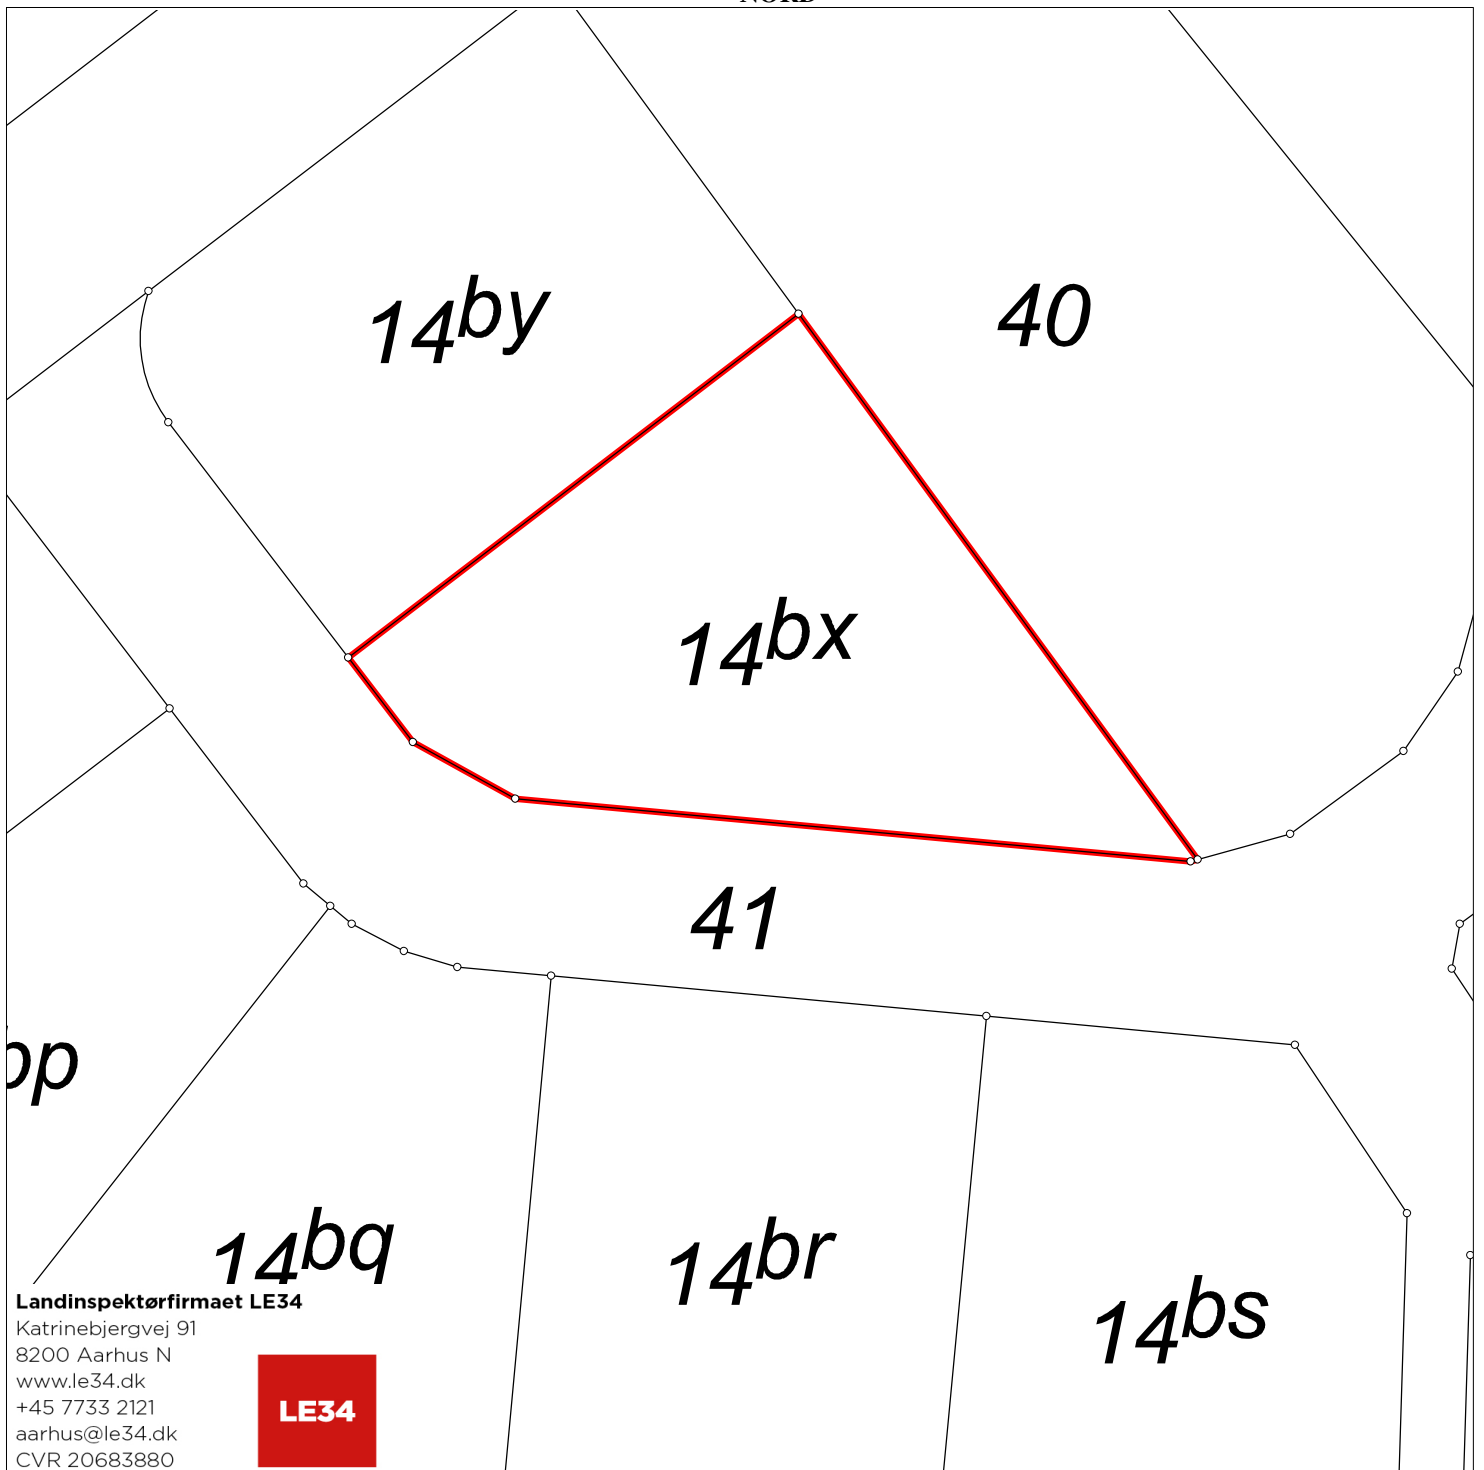 14by
40
14bx
41
14bq
14br
14bs
Landinspektørfirmaet LE34
Katrinebjergvej 91
8200 Aarhus N
www.le34.dk
+45 7733 2121
aarhus@le34.dk
CVR 20683880
LE34